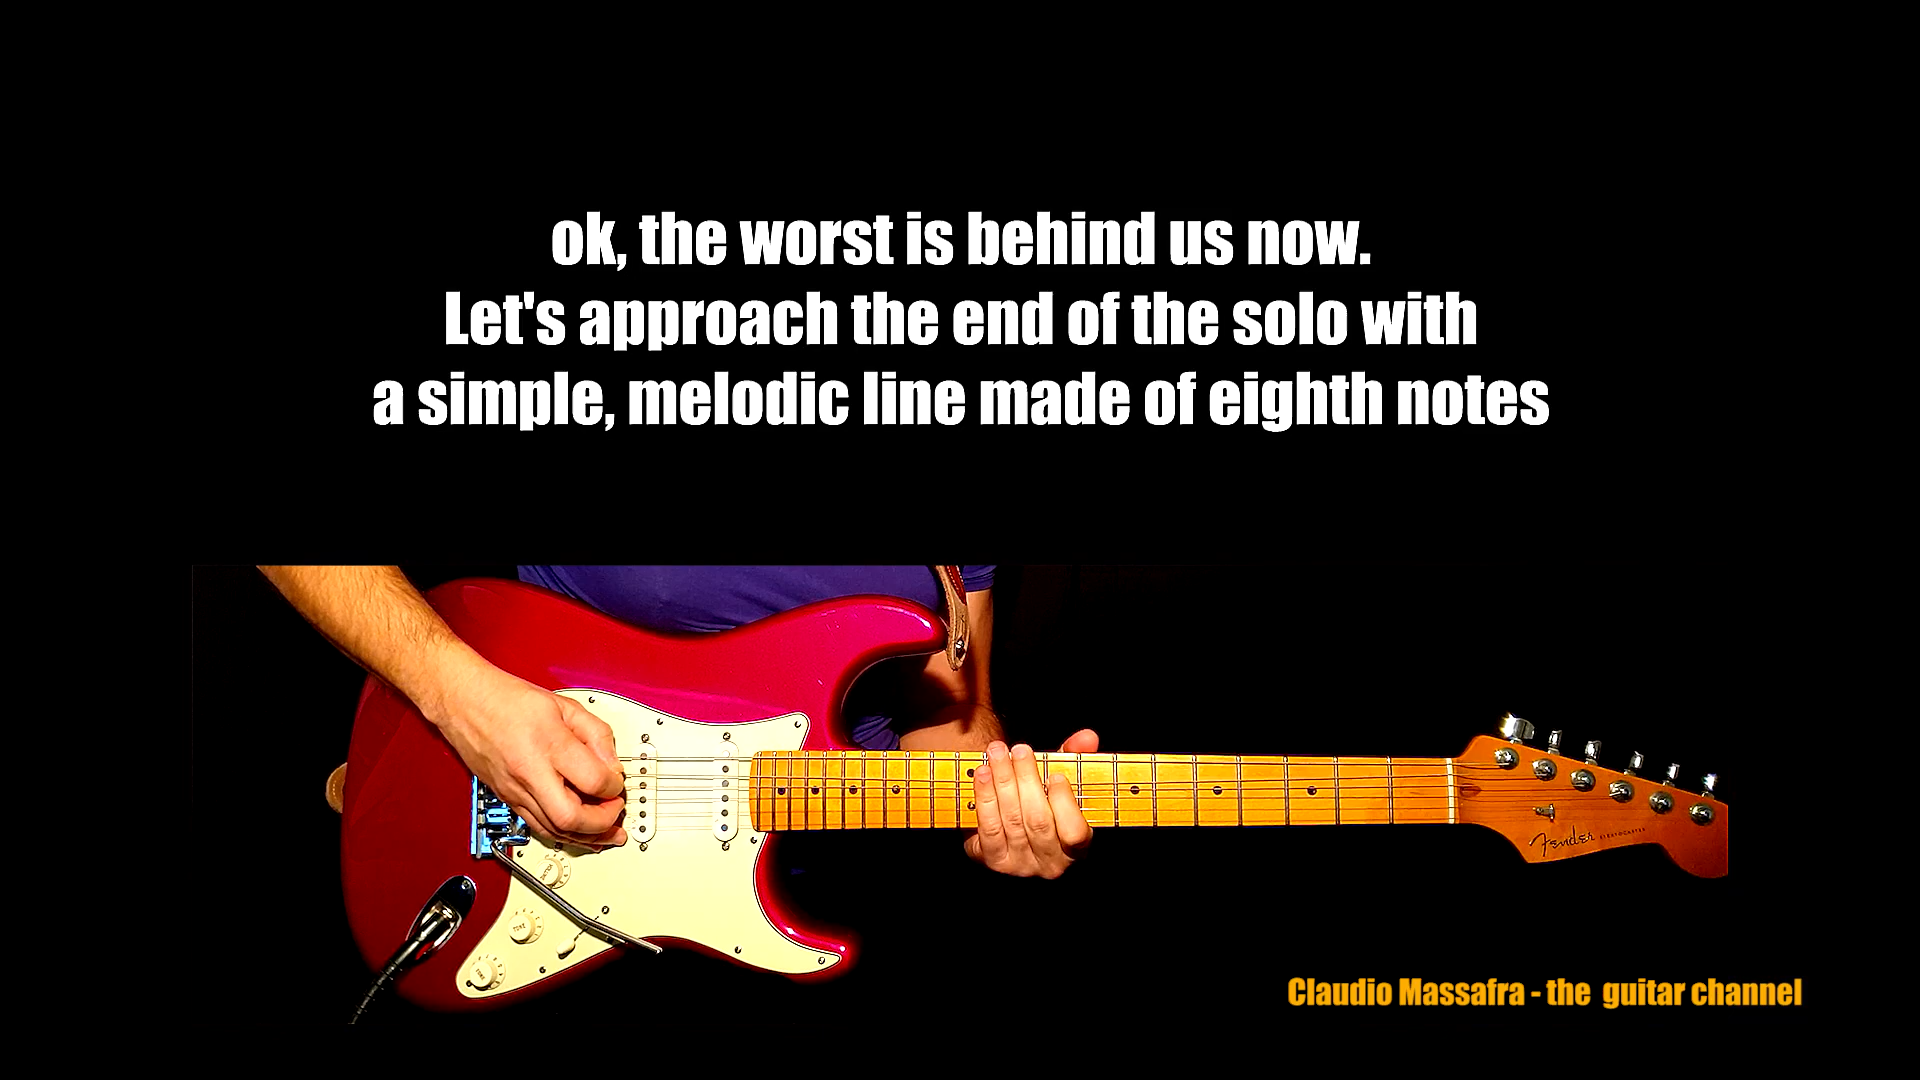 ok, the worst is behind us now.
Let's approach the end of the solo with
a simple, melodic line made of eighth notes
Fender
Claudio Massafra - the guitar channel